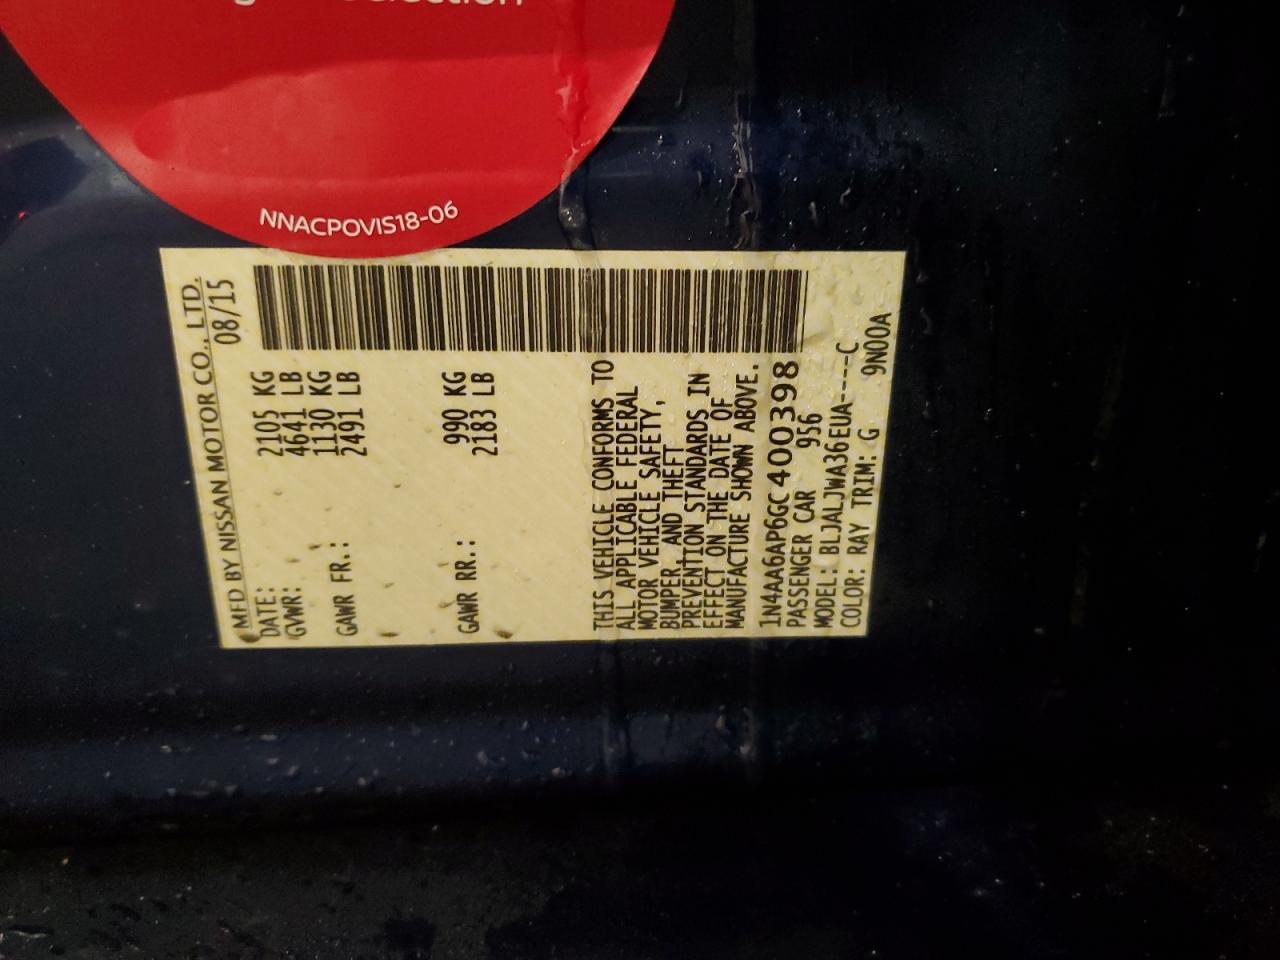 NNACPOVIS18-06
MFD BY NISSAN MOTOR CO., LTD.
DATE: 08/15
GVWR: 2105 KG
4641 LB
GAWR FR.: 1130 KG
2491 LB
GAWR RR.: 990 KG
2183 LB
THIS VEHICLE CONFORMS TO
ALL APPLICABLE FEDERAL
MOTOR VEHICLE SAFETY,
BUMPER AND THEFT
PREVENTION STANDARDS IN
EFFECT ON THE DATE OF
MANUFACTURE SHOWN ABOVE.
1N4AA6AP6GC400398
PASSENGER CAR 956
MODEL: BLJALJWA36EUA----C
COLOR: RAY TRIM: G 9N00A